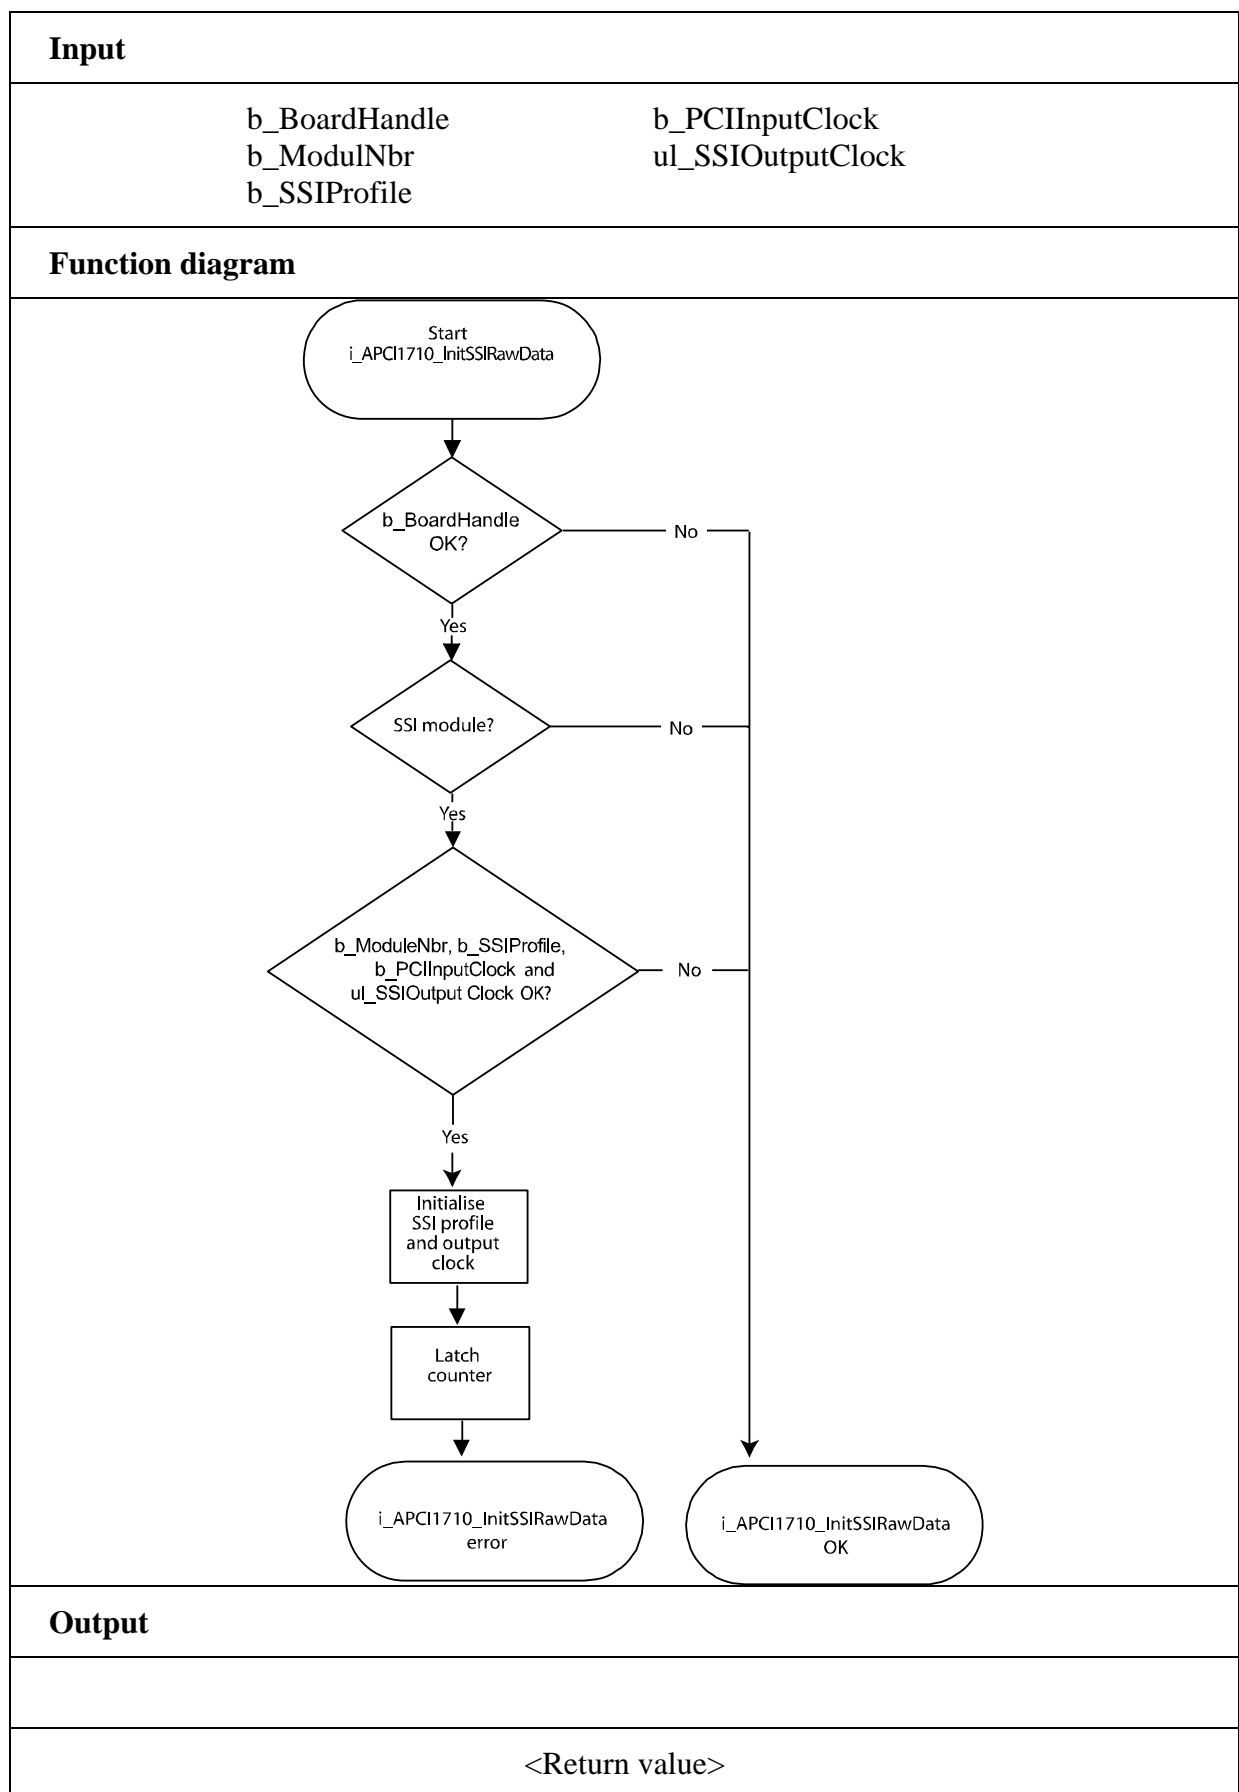 Input
b_BoardHandle b_PCIInputClock
b_ModulNbr ul_SSIOutputClock
b_SSIProfile
Function diagram
Start
i_APCI1710_InitSSIRawData
b_BoardHandle
OK?
No
Yes
SSI module?
No
Yes
b_ModuleNbr, b_SSIProfile,
b_PCIInputClock and
ul_SSIOutput Clock OK?
No
Yes
Initialise
SSI profile
and output
clock
Latch
counter
i_APCI1710_InitSSIRawData
error
i_APCI1710_InitSSIRawData
OK
Output
<Return value>